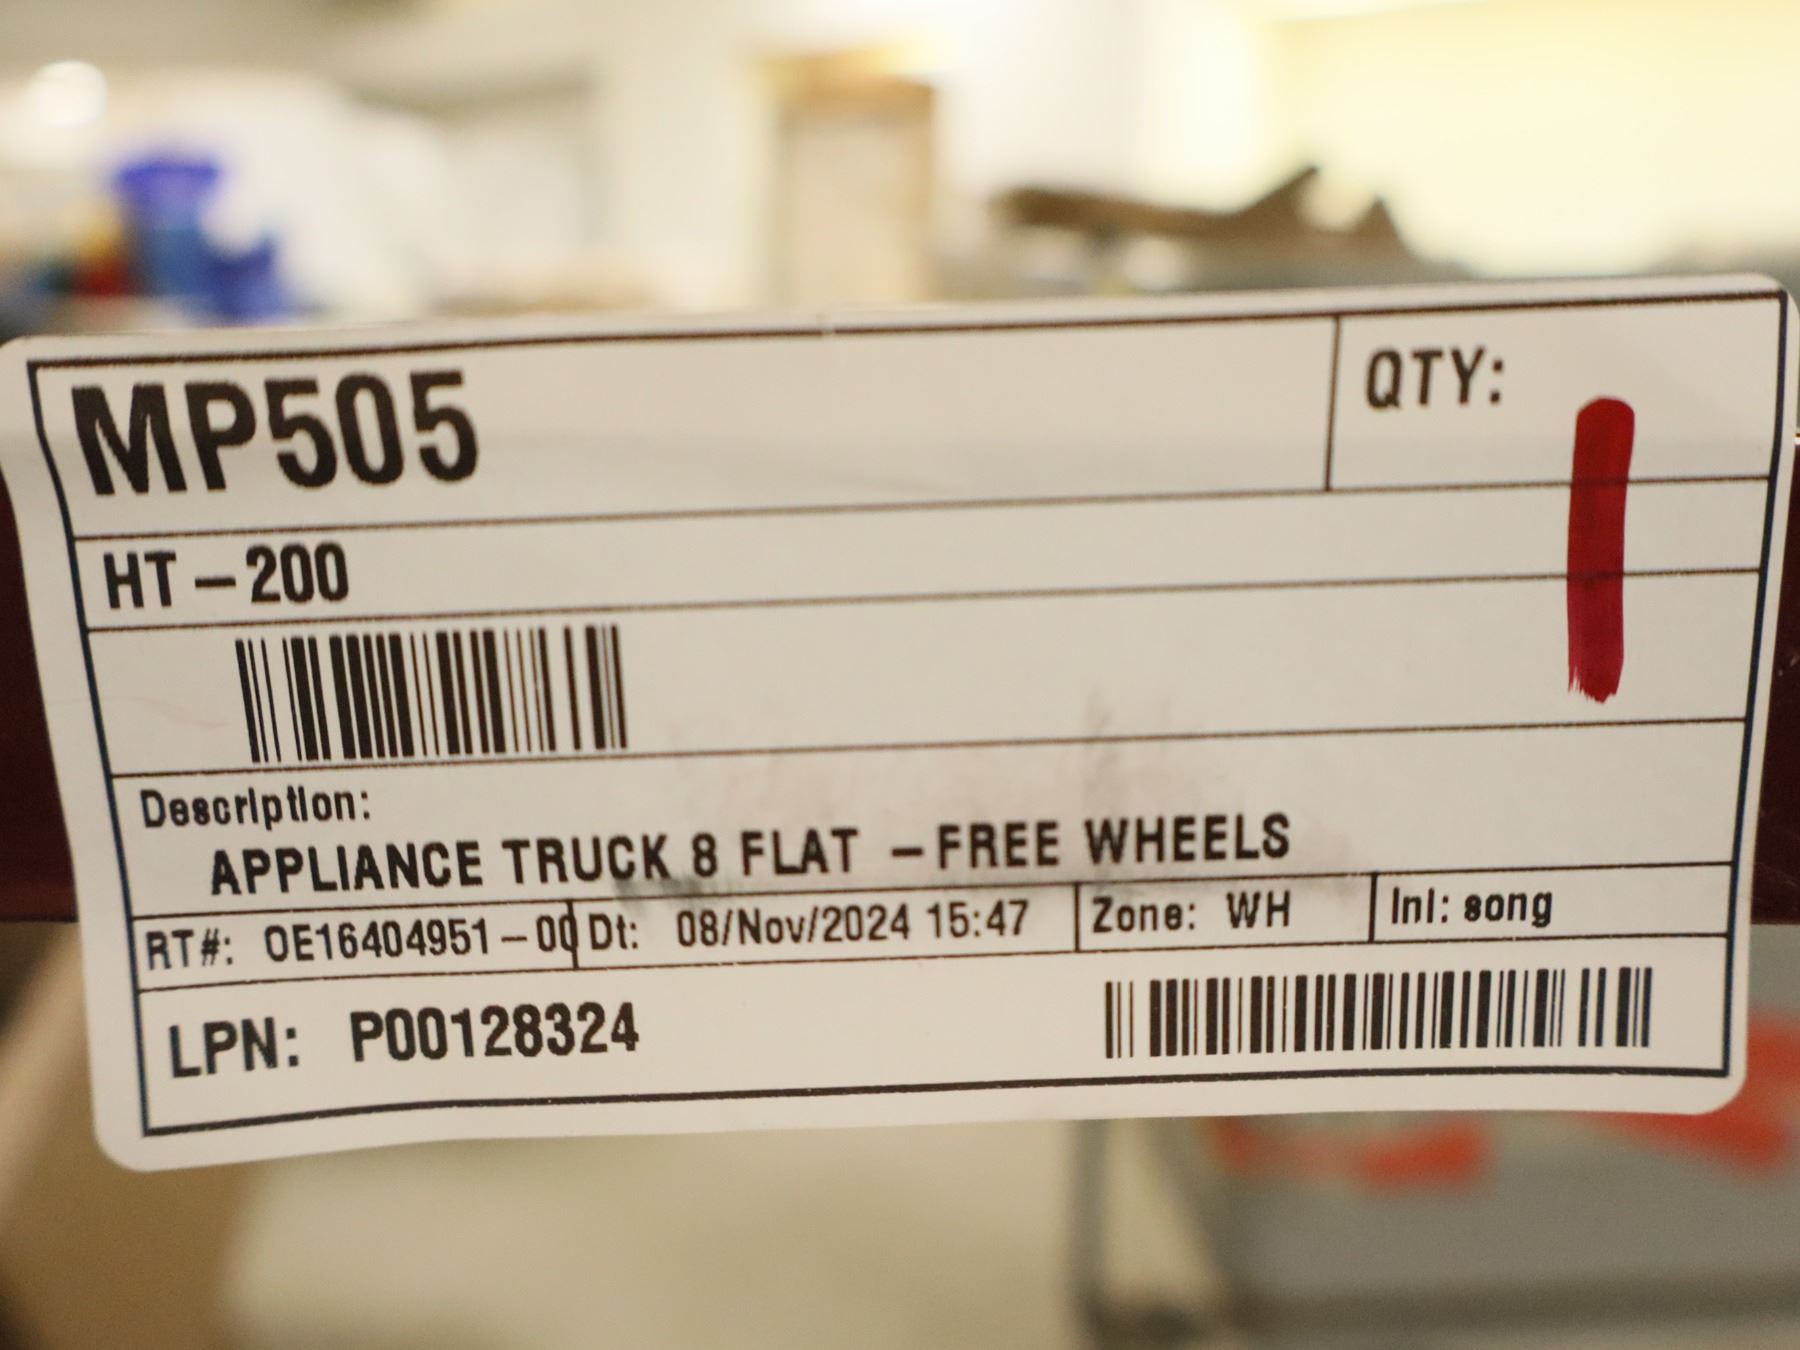 MP505
QTY:
HT-200
Description:
APPLIANCE TRUCK 8 FLAT -FREE WHEELS
RT#: OE16404951-00 Dt: 08/Nov/2024 15:47 Zone: WH Inl: song
LPN: P00128324